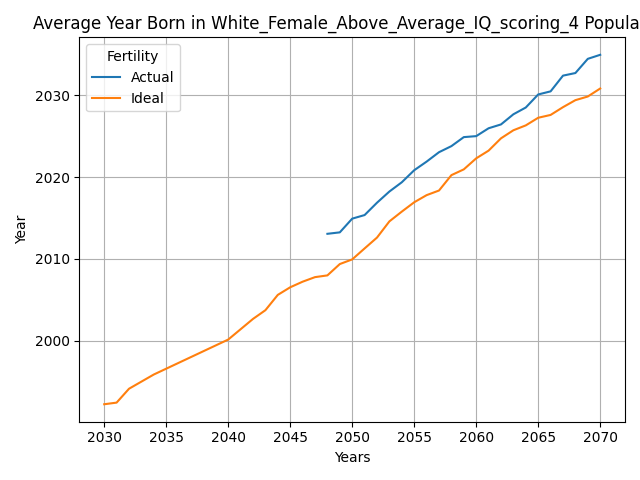 Average Year Born in White_Female_Above_Average_IQ_scoring_4 Popula
Fertility
Actual
Ideal
Year
2030
2020
2010
2000
2030 2035 2040 2045 2050 2055 2060 2065 2070
Years